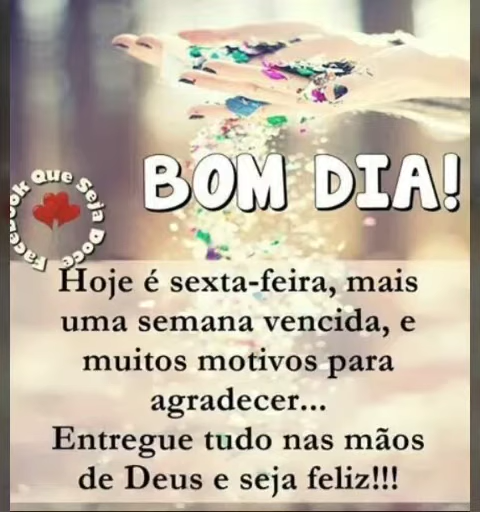 BOM DIA!
Facebook Que Seja Doce
Hoje é sexta-feira, mais
uma semana vencida, e
muitos motivos para
agradecer...
Entregue tudo nas mãos
de Deus e seja feliz!!!